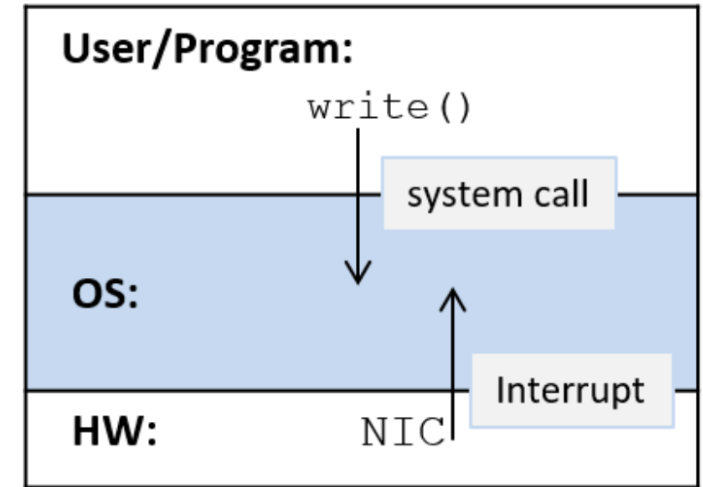 User/Program:
write()
system call
OS:
Interrupt
HW:
NIC